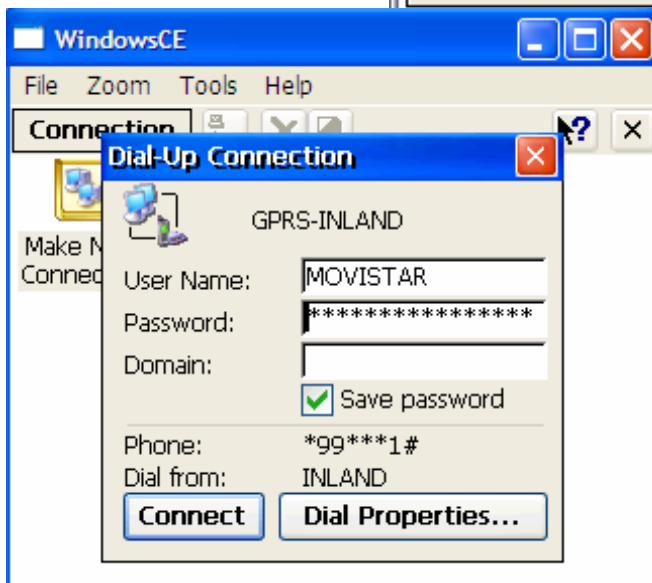 WindowsCE
File Zoom Tools Help
Connection
Dial-Up Connection
GPRS-INLAND
Make N
Connec
User Name: MOVISTAR
Password: ****************
Domain:
Save password
Phone: *99***1#
Dial from: INLAND
Connect Dial Properties...